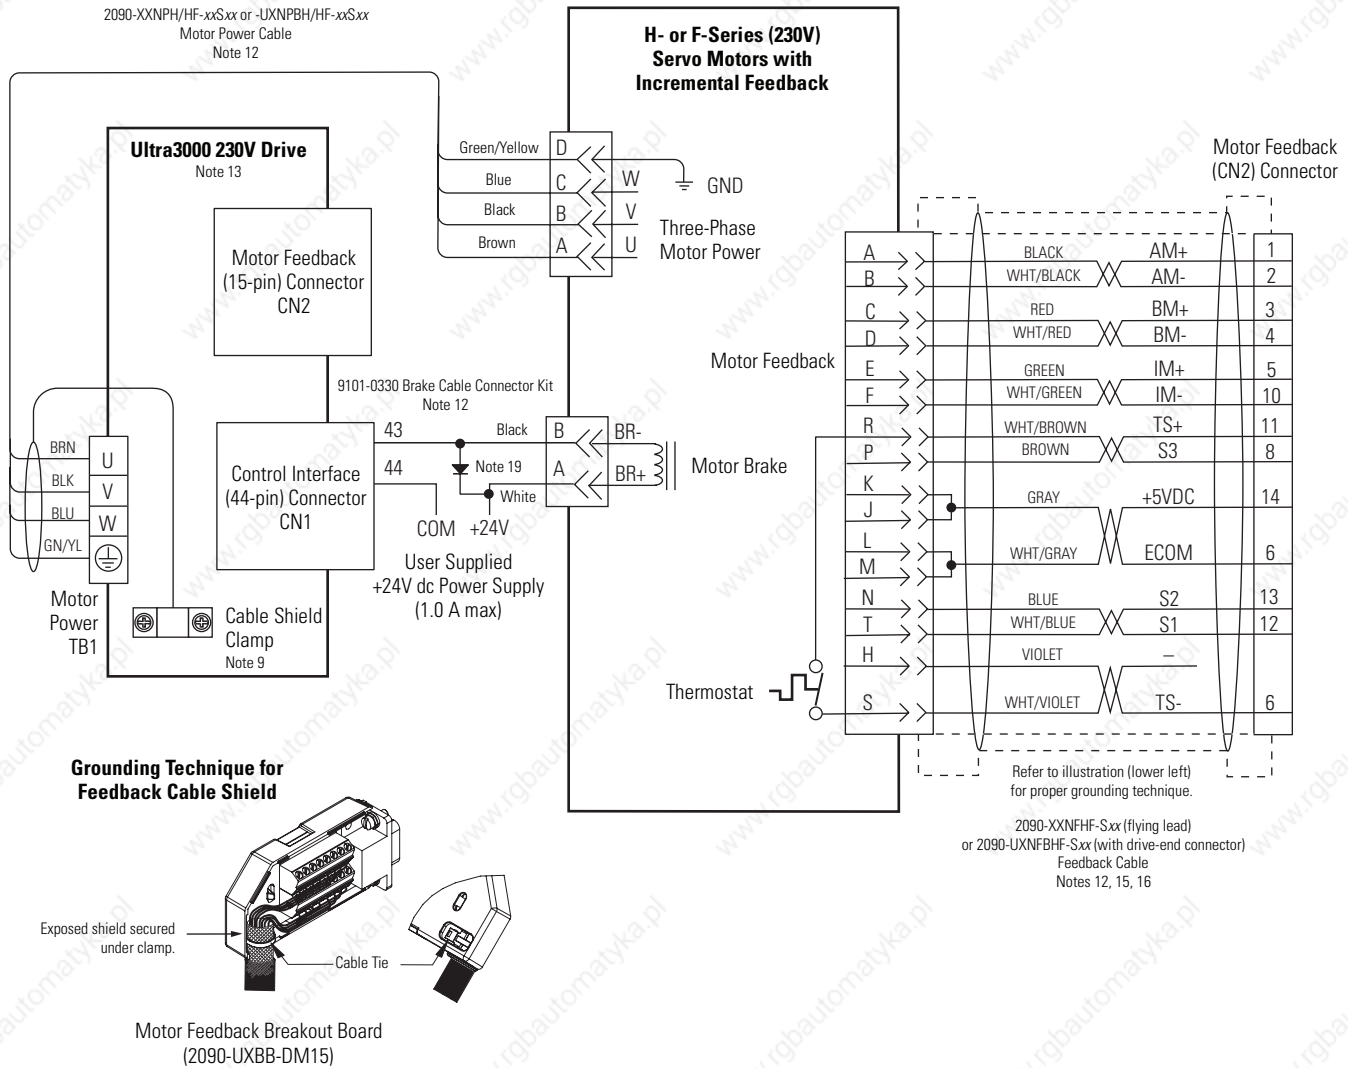 2090-XXNPH/HF-xxSxx or -UXNPBH/HF-xxSxx
Motor Power Cable
Note 12
H- or F-Series (230V)
Servo Motors with
Incremental Feedback
Ultra3000 230V Drive
Note 13
Motor Feedback
(15-pin) Connector
CN2
Green/Yellow
D
Blue
C
W
Black
B
V
Brown
A
U
GND
Three-Phase
Motor Power
Motor Feedback
(CN2) Connector
A
BLACK
AM+
1
B
WHT/BLACK
AM-
2
C
RED
BM+
3
D
WHT/RED
BM-
4
Motor Feedback
E
GREEN
IM+
5
F
WHT/GREEN
IM-
10
R
WHT/BROWN
TS+
11
P
BROWN
S3
8
K
J
GRAY
+5VDC
14
L
M
WHT/GRAY
ECOM
6
N
BLUE
S2
13
T
WHT/BLUE
S1
12
H
VIOLET
–
S
WHT/VIOLET
TS-
6
Thermostat
9101-0330 Brake Cable Connector Kit
Note 12
43
Black
B
BR-
44
Note 19
White
A
BR+
Motor Brake
Control Interface
(44-pin) Connector
CN1
COM
+24V
User Supplied
+24V dc Power Supply
(1.0 A max)
BRN
U
BLK
V
BLU
W
GN/YL
Motor
Power
TB1
Cable Shield
Clamp
Note 9
Refer to illustration (lower left)
for proper grounding technique.
2090-XXNFHF-Sxx (flying lead)
or 2090-UXNFBHF-Sxx (with drive-end connector)
Feedback Cable
Notes 12, 15, 16
Grounding Technique for
Feedback Cable Shield
Exposed shield secured
under clamp.
Cable Tie
Motor Feedback Breakout Board
(2090-UXBB-DM15)
www.rgbautomatyka.pl